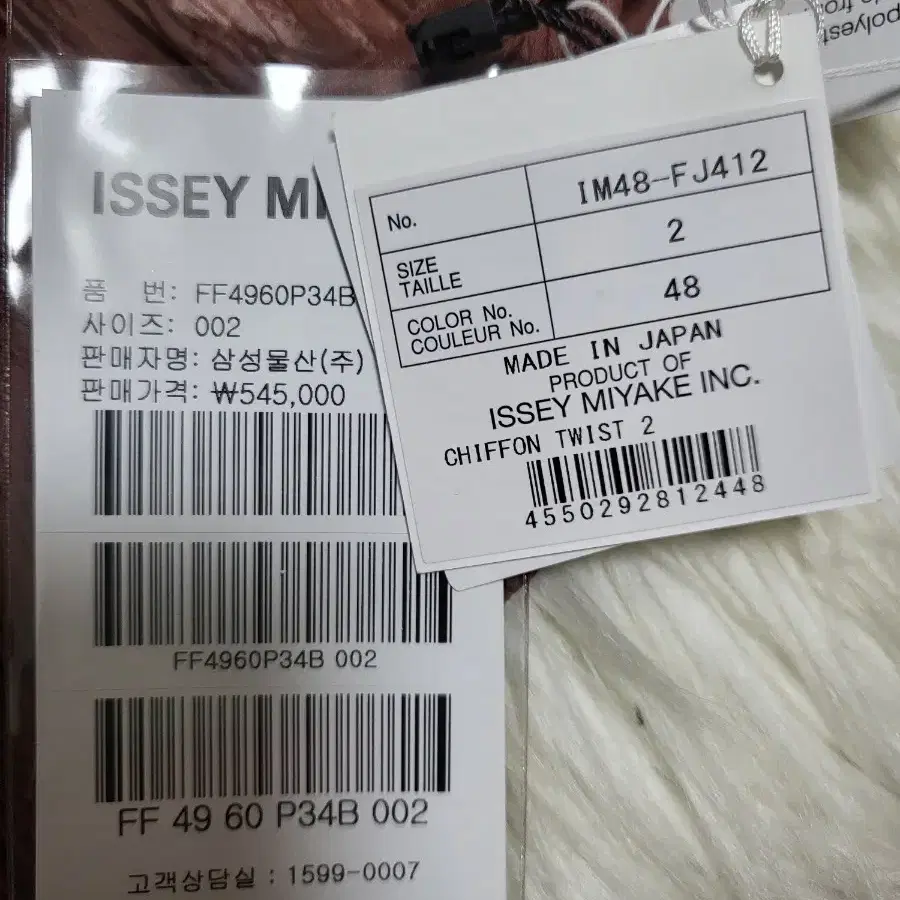 ISSEY MI
품 번: FF4960P34B
사이즈: 002
판매자명: 삼성물산(주)
판매가격: ₩545,000
FF4960P34B 002
FF 49 60 P34B 002
고객상담실 : 1599-0007
No. IM48-FJ412
SIZE
TAILLE 2
COLOR No.
COULEUR No. 48
MADE IN JAPAN
PRODUCT OF
ISSEY MIYAKE INC.
CHIFFON TWIST 2
4550292812448
polyest